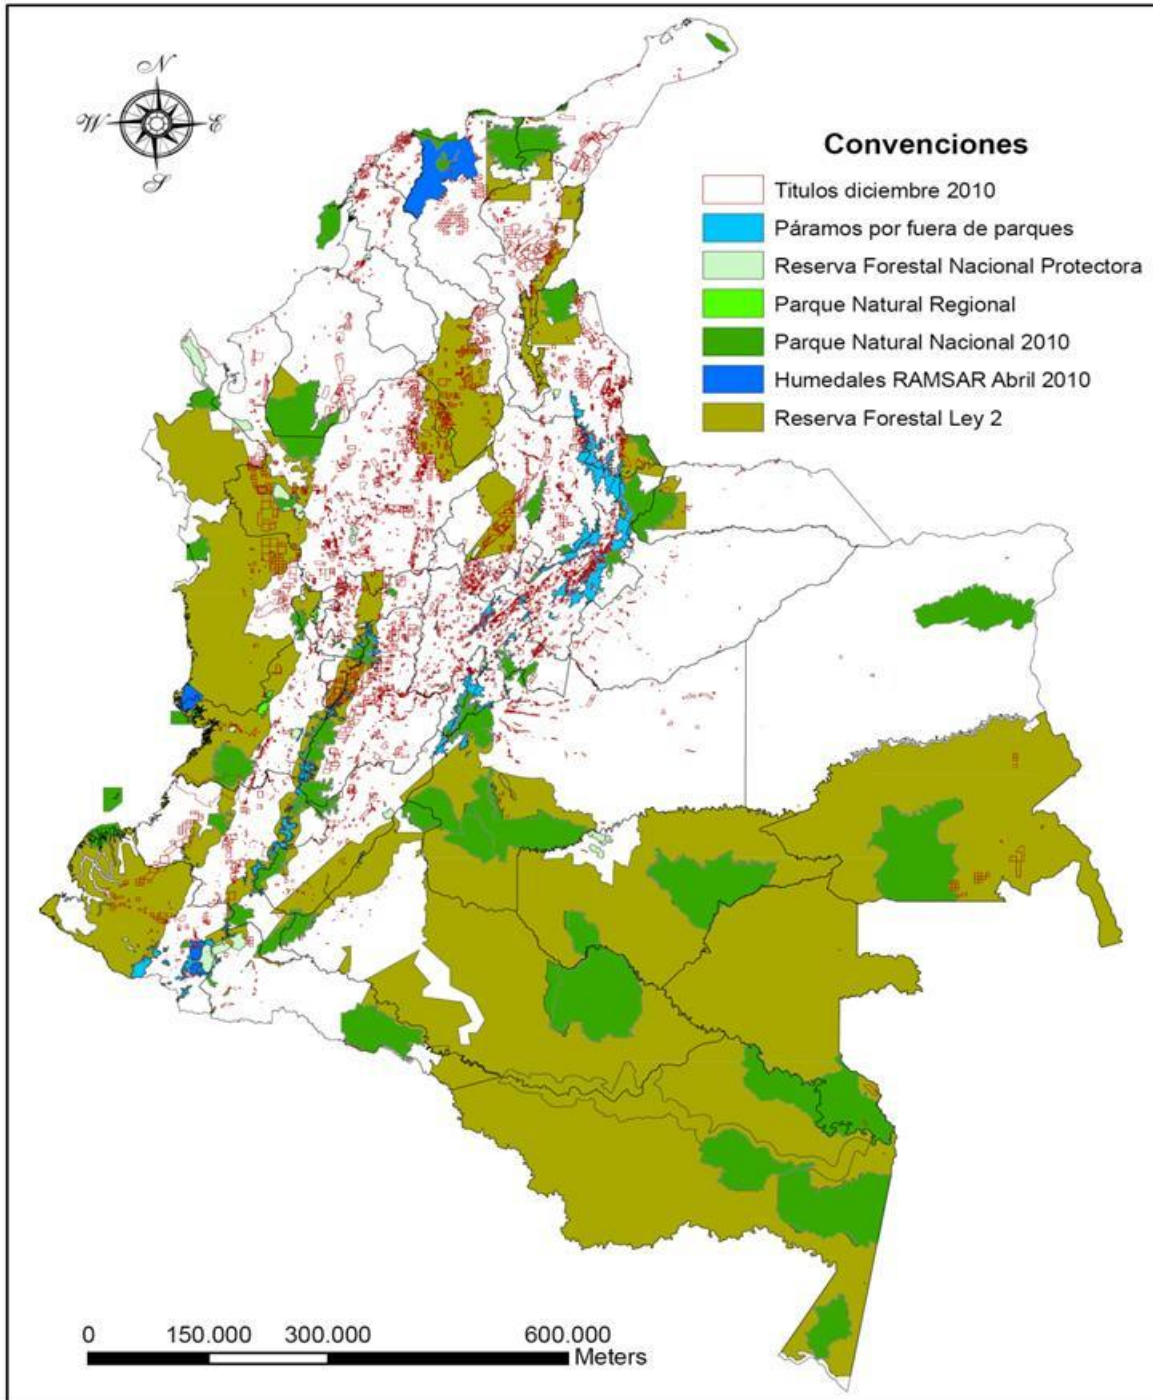 N
W
E
S
Convenciones
Titulos diciembre 2010
Páramos por fuera de parques
Reserva Forestal Nacional Protectora
Parque Natural Regional
Parque Natural Nacional 2010
Humedales RAMSAR Abril 2010
Reserva Forestal Ley 2
0 150.000 300.000 600.000
Meters